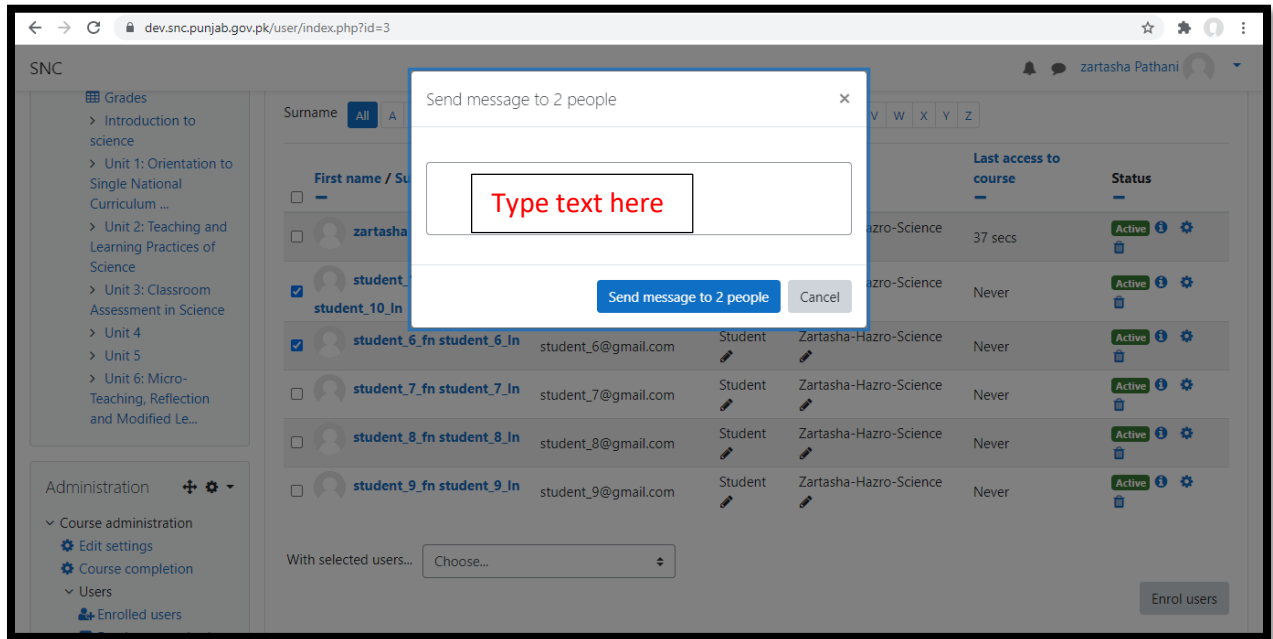 dev.snc.punjab.gov.pk/user/index.php?id=3
SNC
zartasha Pathani
Grades
Introduction to
science
Unit 1: Orientation to
Single National
Curriculum ...
Unit 2: Teaching and
Learning Practices of
Science
Unit 3: Classroom
Assessment in Science
Unit 4
Unit 5
Unit 6: Micro-
Teaching, Reflection
and Modified Le...
Administration
Course administration
Edit settings
Course completion
Users
Enrolled users
Send message to 2 people ×
Type text here
Send message to 2 people Cancel
Surname All A V W X Y Z
First name / Su Last access to course Status
zartasha azro-Science 37 secs Active
student_ azro-Science Never Active
student_10_ln
student_6_fn student_6_ln student_6@gmail.com Student Zartasha-Hazro-Science Never Active
student_7_fn student_7_ln student_7@gmail.com Student Zartasha-Hazro-Science Never Active
student_8_fn student_8_ln student_8@gmail.com Student Zartasha-Hazro-Science Never Active
student_9_fn student_9_ln student_9@gmail.com Student Zartasha-Hazro-Science Never Active
With selected users... Choose...
Enrol users